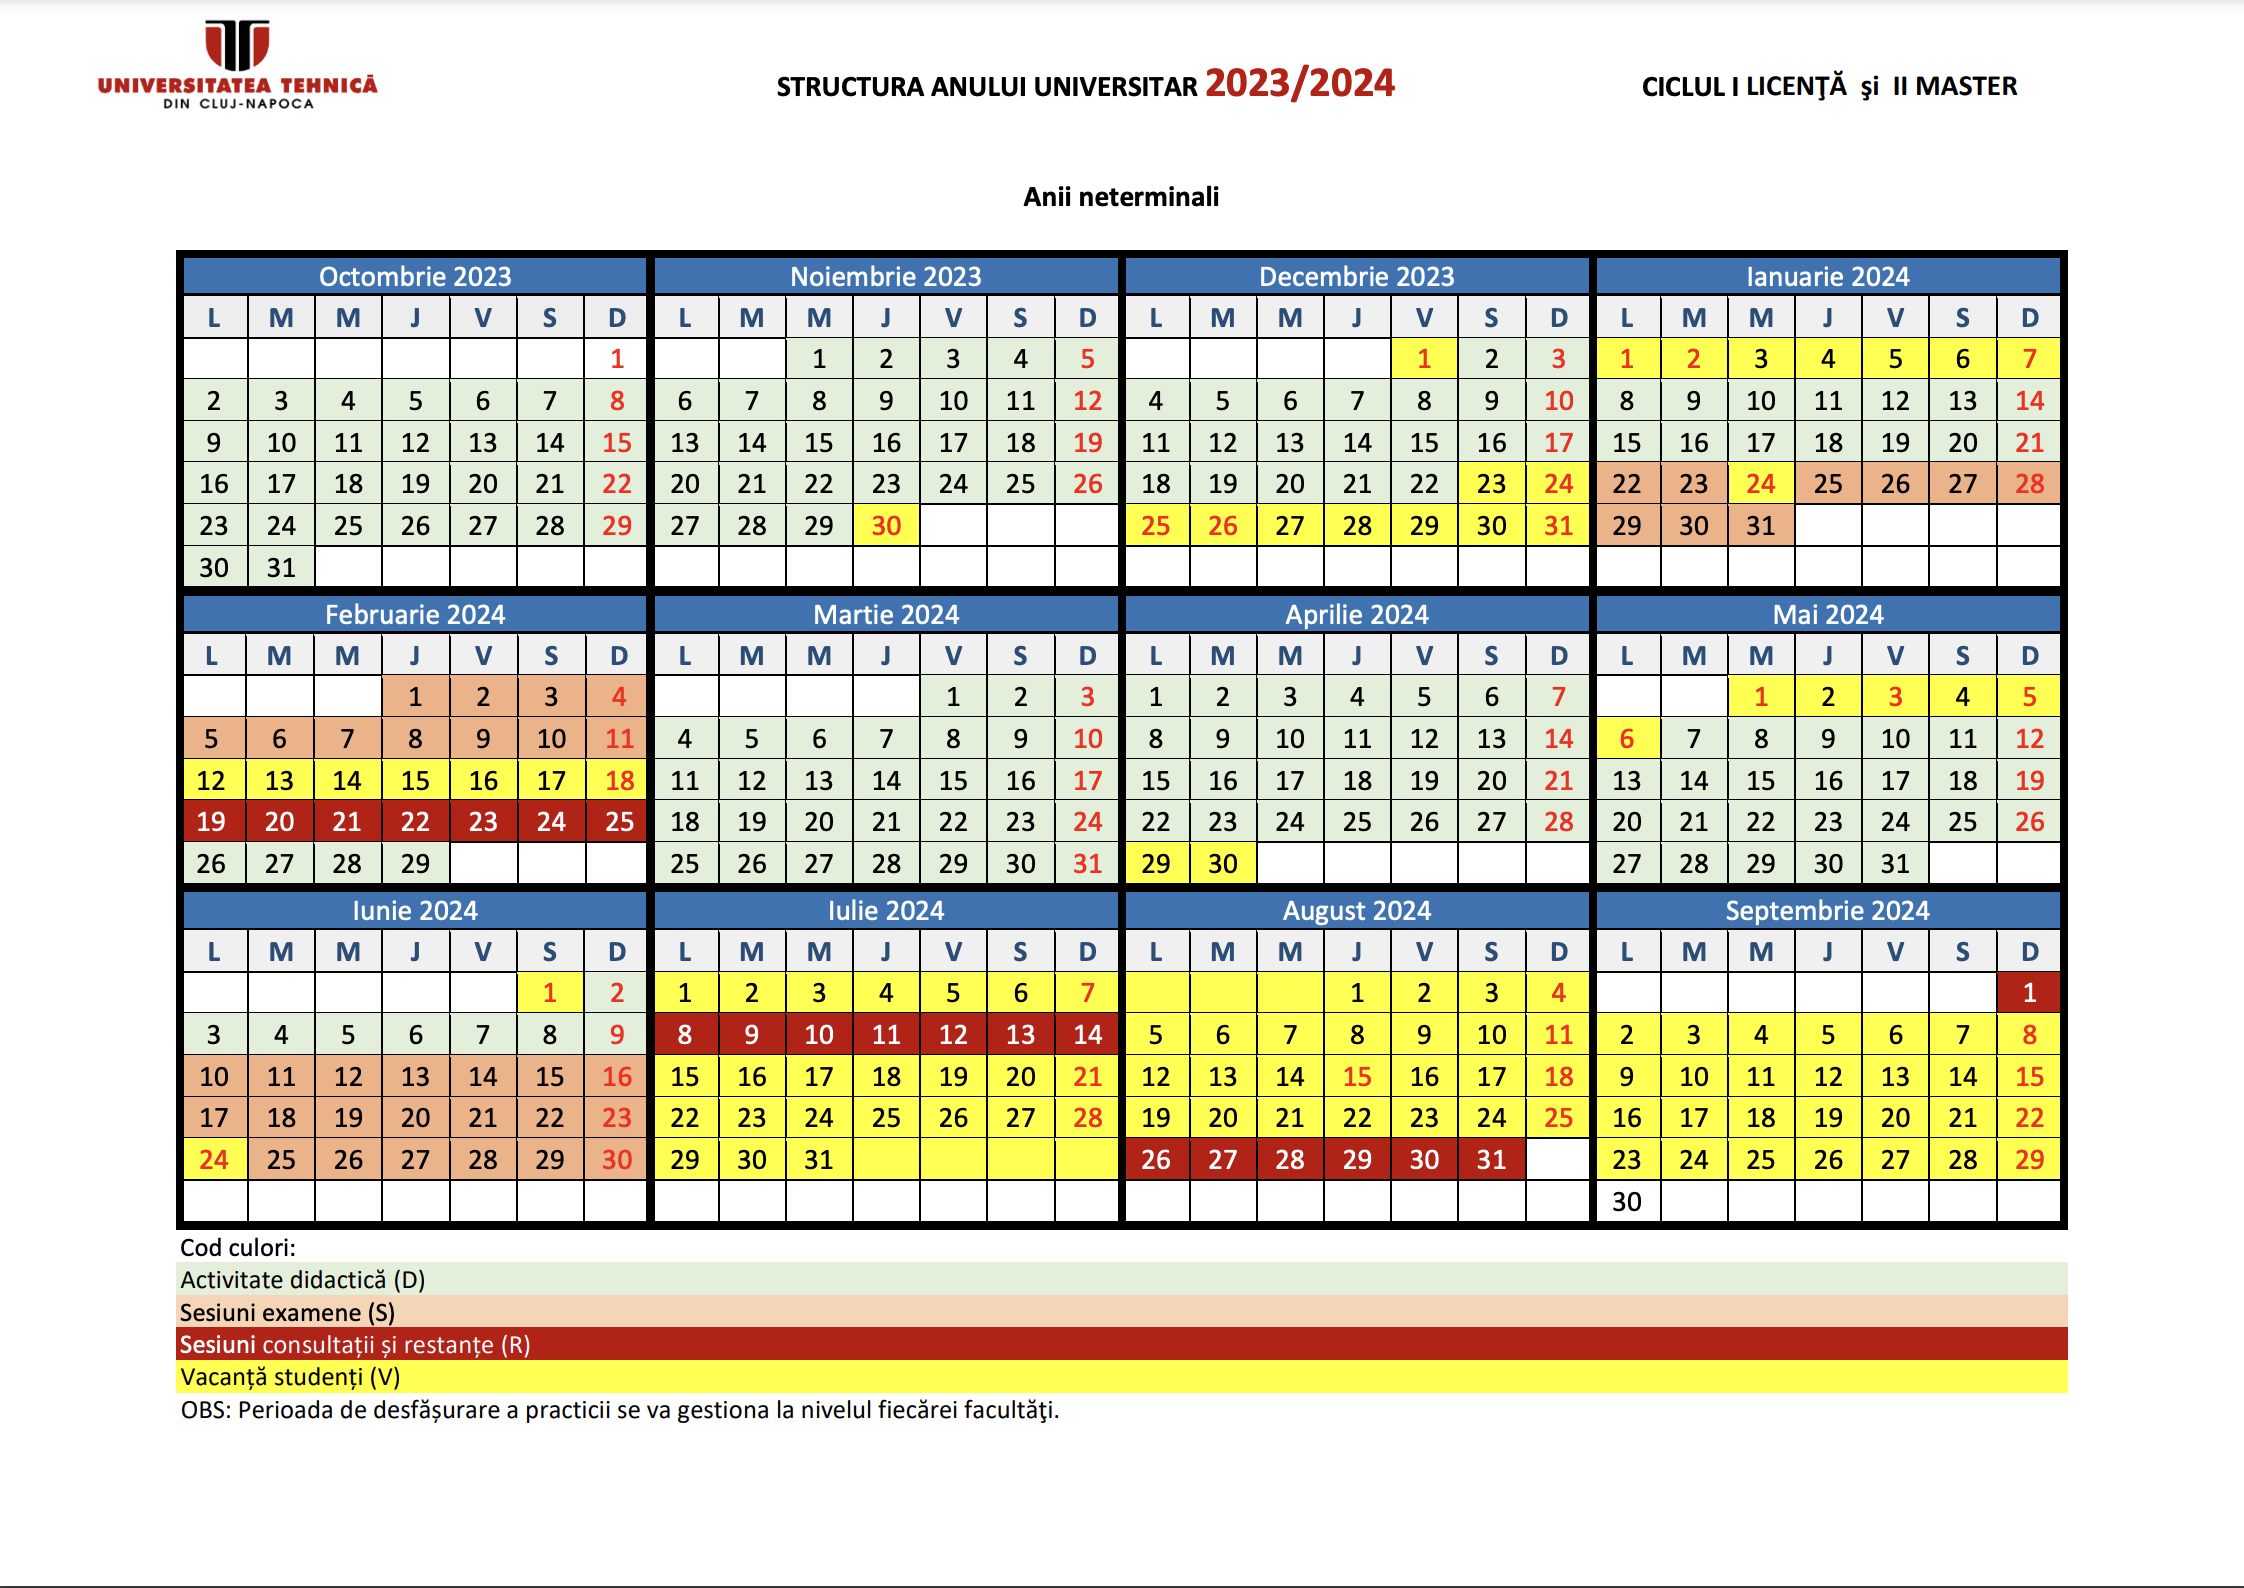 UNIVERSITATEA TEHNICĂ
DIN CLUJ-NAPOCA
STRUCTURA ANULUI UNIVERSITAR 2023/2024
CICLUL I LICENŢĂ şi II MASTER
Anii neterminali
Octombrie 2023
L M M J V S D
1
2 3 4 5 6 7 8
9 10 11 12 13 14 15
16 17 18 19 20 21 22
23 24 25 26 27 28 29
30 31
Noiembrie 2023
L M M J V S D
1 2 3 4 5
6 7 8 9 10 11 12
13 14 15 16 17 18 19
20 21 22 23 24 25 26
27 28 29 30
Decembrie 2023
L M M J V S D
1 2 3
4 5 6 7 8 9 10
11 12 13 14 15 16 17
18 19 20 21 22 23 24
25 26 27 28 29 30 31
Ianuarie 2024
L M M J V S D
1 2 3 4 5 6 7
8 9 10 11 12 13 14
15 16 17 18 19 20 21
22 23 24 25 26 27 28
29 30 31
Februarie 2024
L M M J V S D
1 2 3 4
5 6 7 8 9 10 11
12 13 14 15 16 17 18
19 20 21 22 23 24 25
26 27 28 29
Martie 2024
L M M J V S D
1 2 3
4 5 6 7 8 9 10
11 12 13 14 15 16 17
18 19 20 21 22 23 24
25 26 27 28 29 30 31
Aprilie 2024
L M M J V S D
1 2 3 4 5 6 7
8 9 10 11 12 13 14
15 16 17 18 19 20 21
22 23 24 25 26 27 28
29 30
Mai 2024
L M M J V S D
1 2 3 4 5
6 7 8 9 10 11 12
13 14 15 16 17 18 19
20 21 22 23 24 25 26
27 28 29 30 31
Iunie 2024
L M M J V S D
1 2
3 4 5 6 7 8 9
10 11 12 13 14 15 16
17 18 19 20 21 22 23
24 25 26 27 28 29 30
Iulie 2024
L M M J V S D
1 2 3 4 5 6 7
8 9 10 11 12 13 14
15 16 17 18 19 20 21
22 23 24 25 26 27 28
29 30 31
August 2024
L M M J V S D
1 2 3 4
5 6 7 8 9 10 11
12 13 14 15 16 17 18
19 20 21 22 23 24 25
26 27 28 29 30 31
Septembrie 2024
L M M J V S D
1
2 3 4 5 6 7 8
9 10 11 12 13 14 15
16 17 18 19 20 21 22
23 24 25 26 27 28 29
30
Cod culori:
Activitate didactică (D)
Sesiuni examene (S)
Sesiuni consultații și restanțe (R)
Vacanță studenți (V)
OBS: Perioada de desfășurare a practicii se va gestiona la nivelul fiecărei facultăţi.